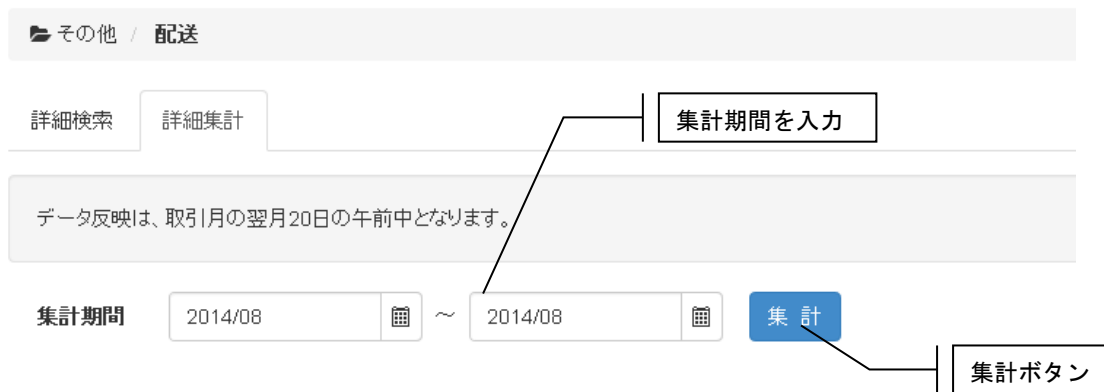 その他 / 配送
詳細検索 詳細集計
集計期間を入力
データ反映は、取引月の翌月20日の午前中となります。
集計期間 2014/08 ～ 2014/08 集 計
集計ボタン